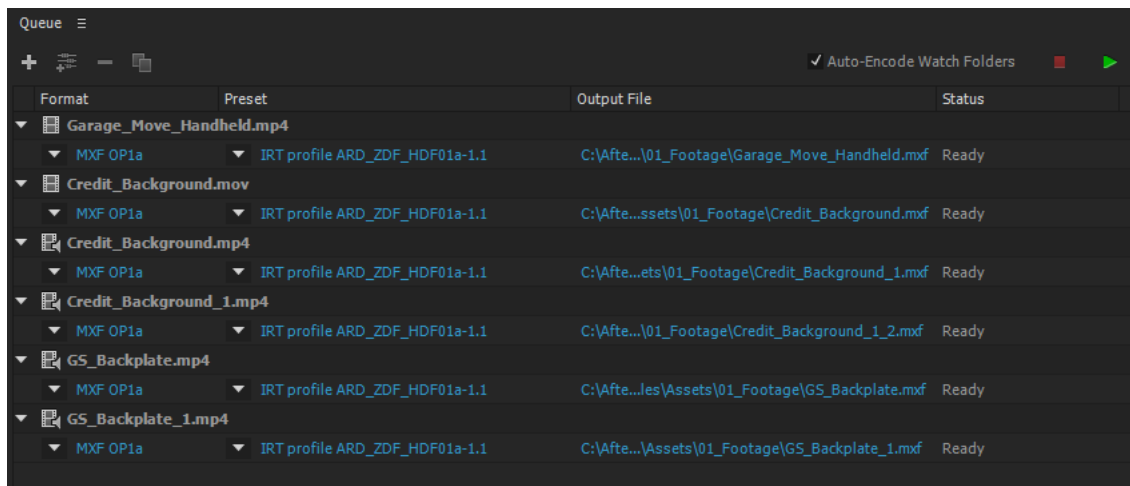 Queue
Auto-Encode Watch Folders
Format Preset Output File Status
Garage_Move_Handheld.mp4
MXF OP1a IRT profile ARD_ZDF_HDF01a-1.1 C:\Afte...\01_Footage\Garage_Move_Handheld.mxf Ready
Credit_Background.mov
MXF OP1a IRT profile ARD_ZDF_HDF01a-1.1 C:\Afte...ssets\01_Footage\Credit_Background.mxf Ready
Credit_Background.mp4
MXF OP1a IRT profile ARD_ZDF_HDF01a-1.1 C:\Afte...ets\01_Footage\Credit_Background_1.mxf Ready
Credit_Background_1.mp4
MXF OP1a IRT profile ARD_ZDF_HDF01a-1.1 C:\Afte...\01_Footage\Credit_Background_1_2.mxf Ready
GS_Backplate.mp4
MXF OP1a IRT profile ARD_ZDF_HDF01a-1.1 C:\Afte...les\Assets\01_Footage\GS_Backplate.mxf Ready
GS_Backplate_1.mp4
MXF OP1a IRT profile ARD_ZDF_HDF01a-1.1 C:\Afte...\Assets\01_Footage\GS_Backplate_1.mxf Ready